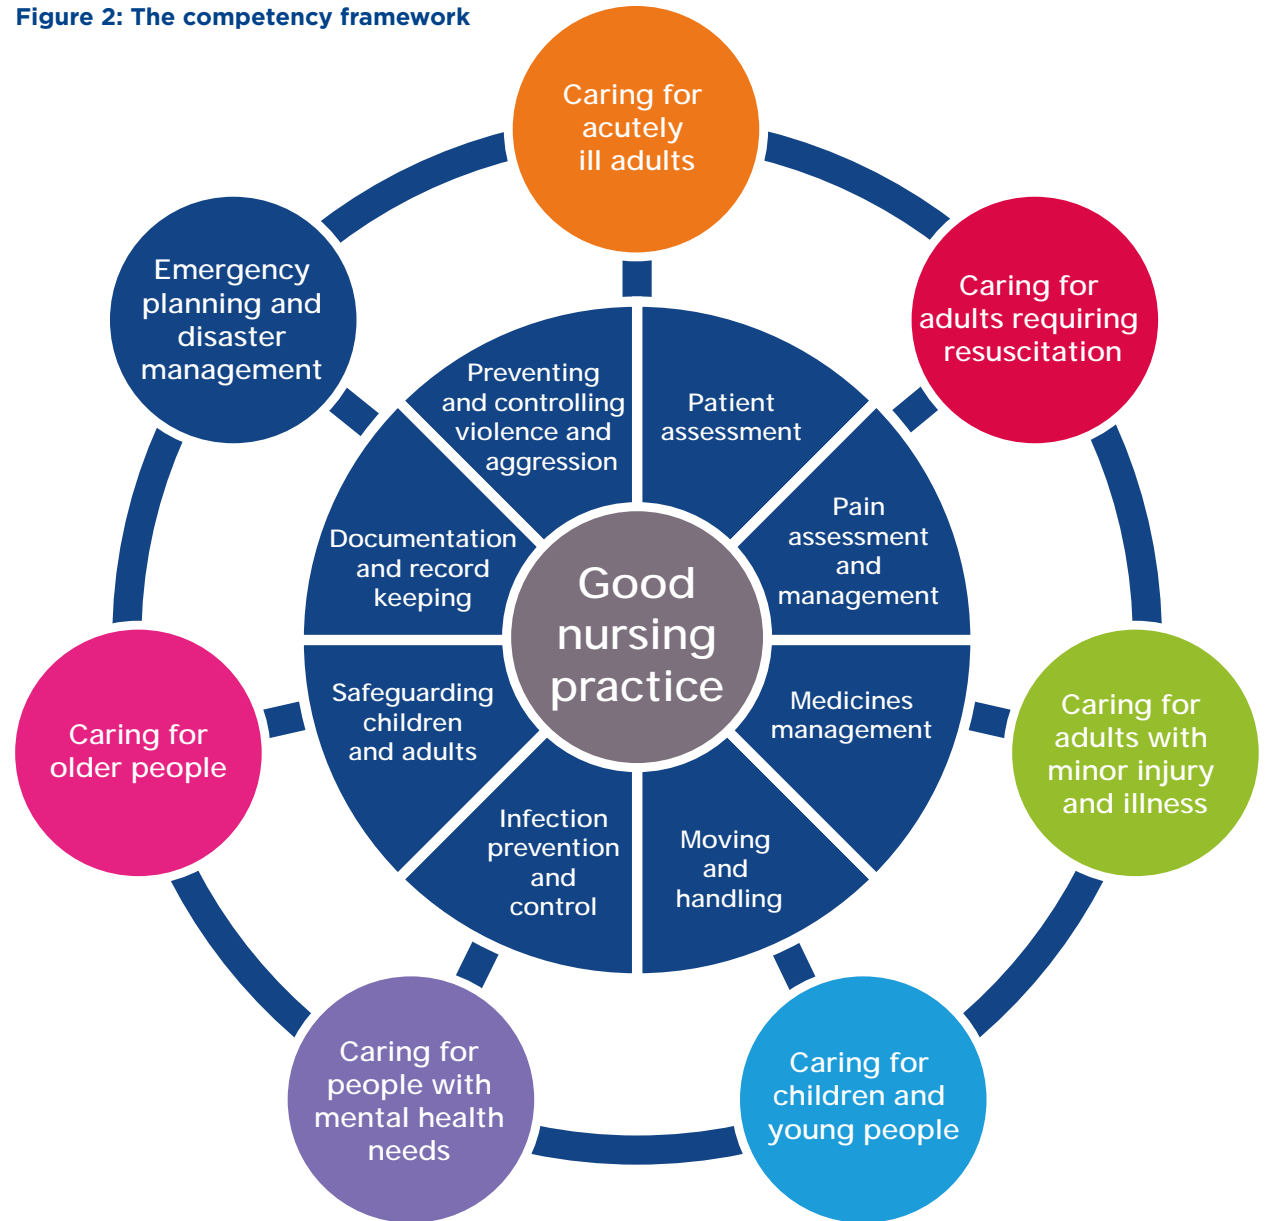 Figure 2: The competency framework
Caring for
acutely
ill adults
Caring for
adults requiring
resuscitation
Caring for
adults with
minor injury
and illness
Caring for
children and
young people
Caring for
people with
mental health
needs
Caring for
older people
Emergency
planning and
disaster
management
Patient
assessment
Pain
assessment
and
management
Medicines
management
Moving
and
handling
Infection
prevention
and
control
Safeguarding
children
and adults
Documentation
and record
keeping
Preventing
and controlling
violence and
aggression
Good
nursing
practice